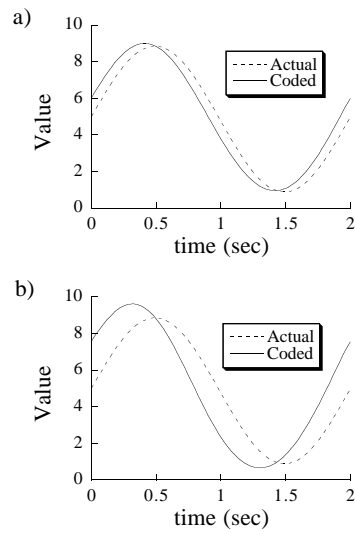 a)
10
8
6
4
2
0
Value
Actual
Coded
0 0.5 1 1.5 2
time (sec)
b)
10
8
6
4
2
0
Value
Actual
Coded
0 0.5 1 1.5 2
time (sec)